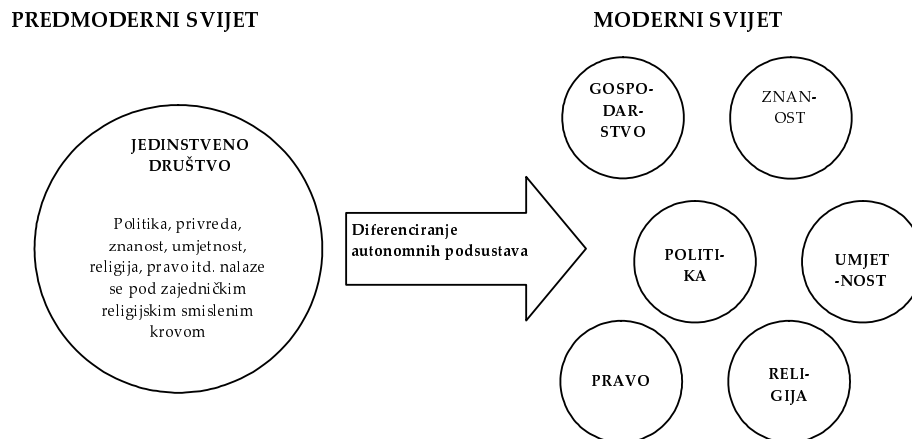 PREDMODERNI SVIJET
MODERNI SVIJET
JEDINSTVENO
DRUŠTVO
Politika, privreda,
znanost, umjetnost,
religija, pravo itd. nalaze
se pod zajedničkim
religijskim smislenim
krovom
Diferenciranje
autonomnih podsustava
GOSPO-
DAR-
STVO
ZNAN-
OST
POLITI-
KA
UMJET
-NOST
PRAVO
RELI-
GIJA